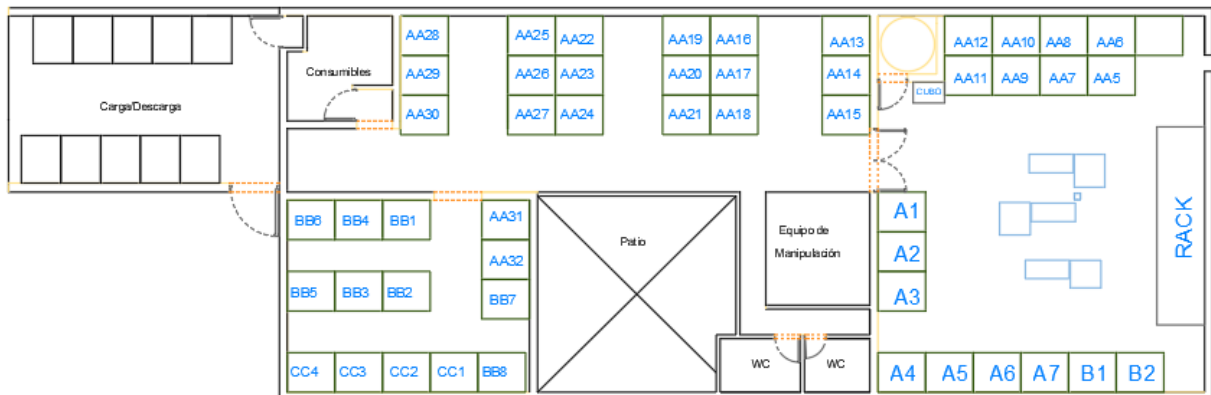 AA28 AA25 AA22 AA19 AA16 AA13 AA12 AA10 AA8 AA6
Consumibles
AA29 AA26 AA23 AA20 AA17 AA14 AA11 AA9 AA7 AA5
CUBO
Carga/Descarga
AA30 AA27 AA24 AA21 AA18 AA15
BB6 BB4 BB1 AA31 A1
Patio
Equipo de
Manipulación
RACK
AA32 A2
BB5 BB3 BB2 BB7 A3
CC4 CC3 CC2 CC1 BB8 WC WC A4 A5 A6 A7 B1 B2